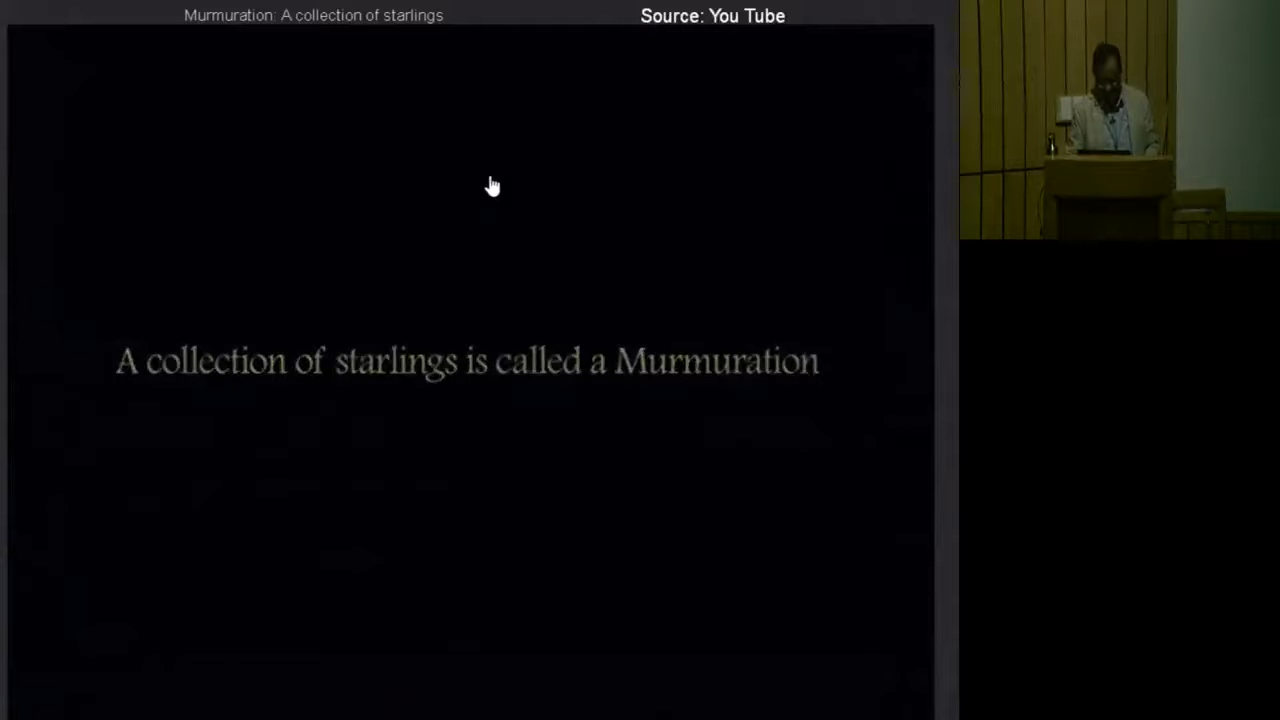 Murmuration: A collection of starlings
Source: You Tube
A collection of starlings is called a Murmuration